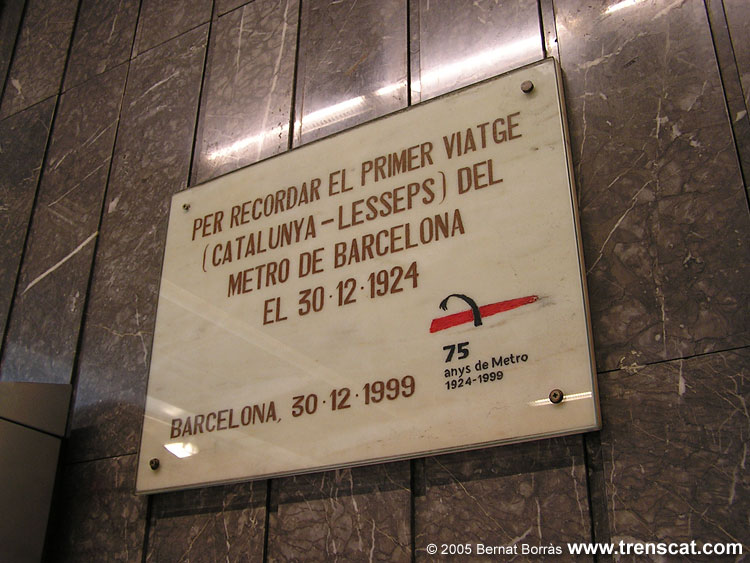 PER RECORDAR EL PRIMER VIATGE
(CATALUNYA-LESSEPS) DEL
METRO DE BARCELONA
EL 30·12·1924
75
anys de Metro
1924-1999
BARCELONA, 30·12·1999
© 2005 Bernat Borràs www.trenscat.com